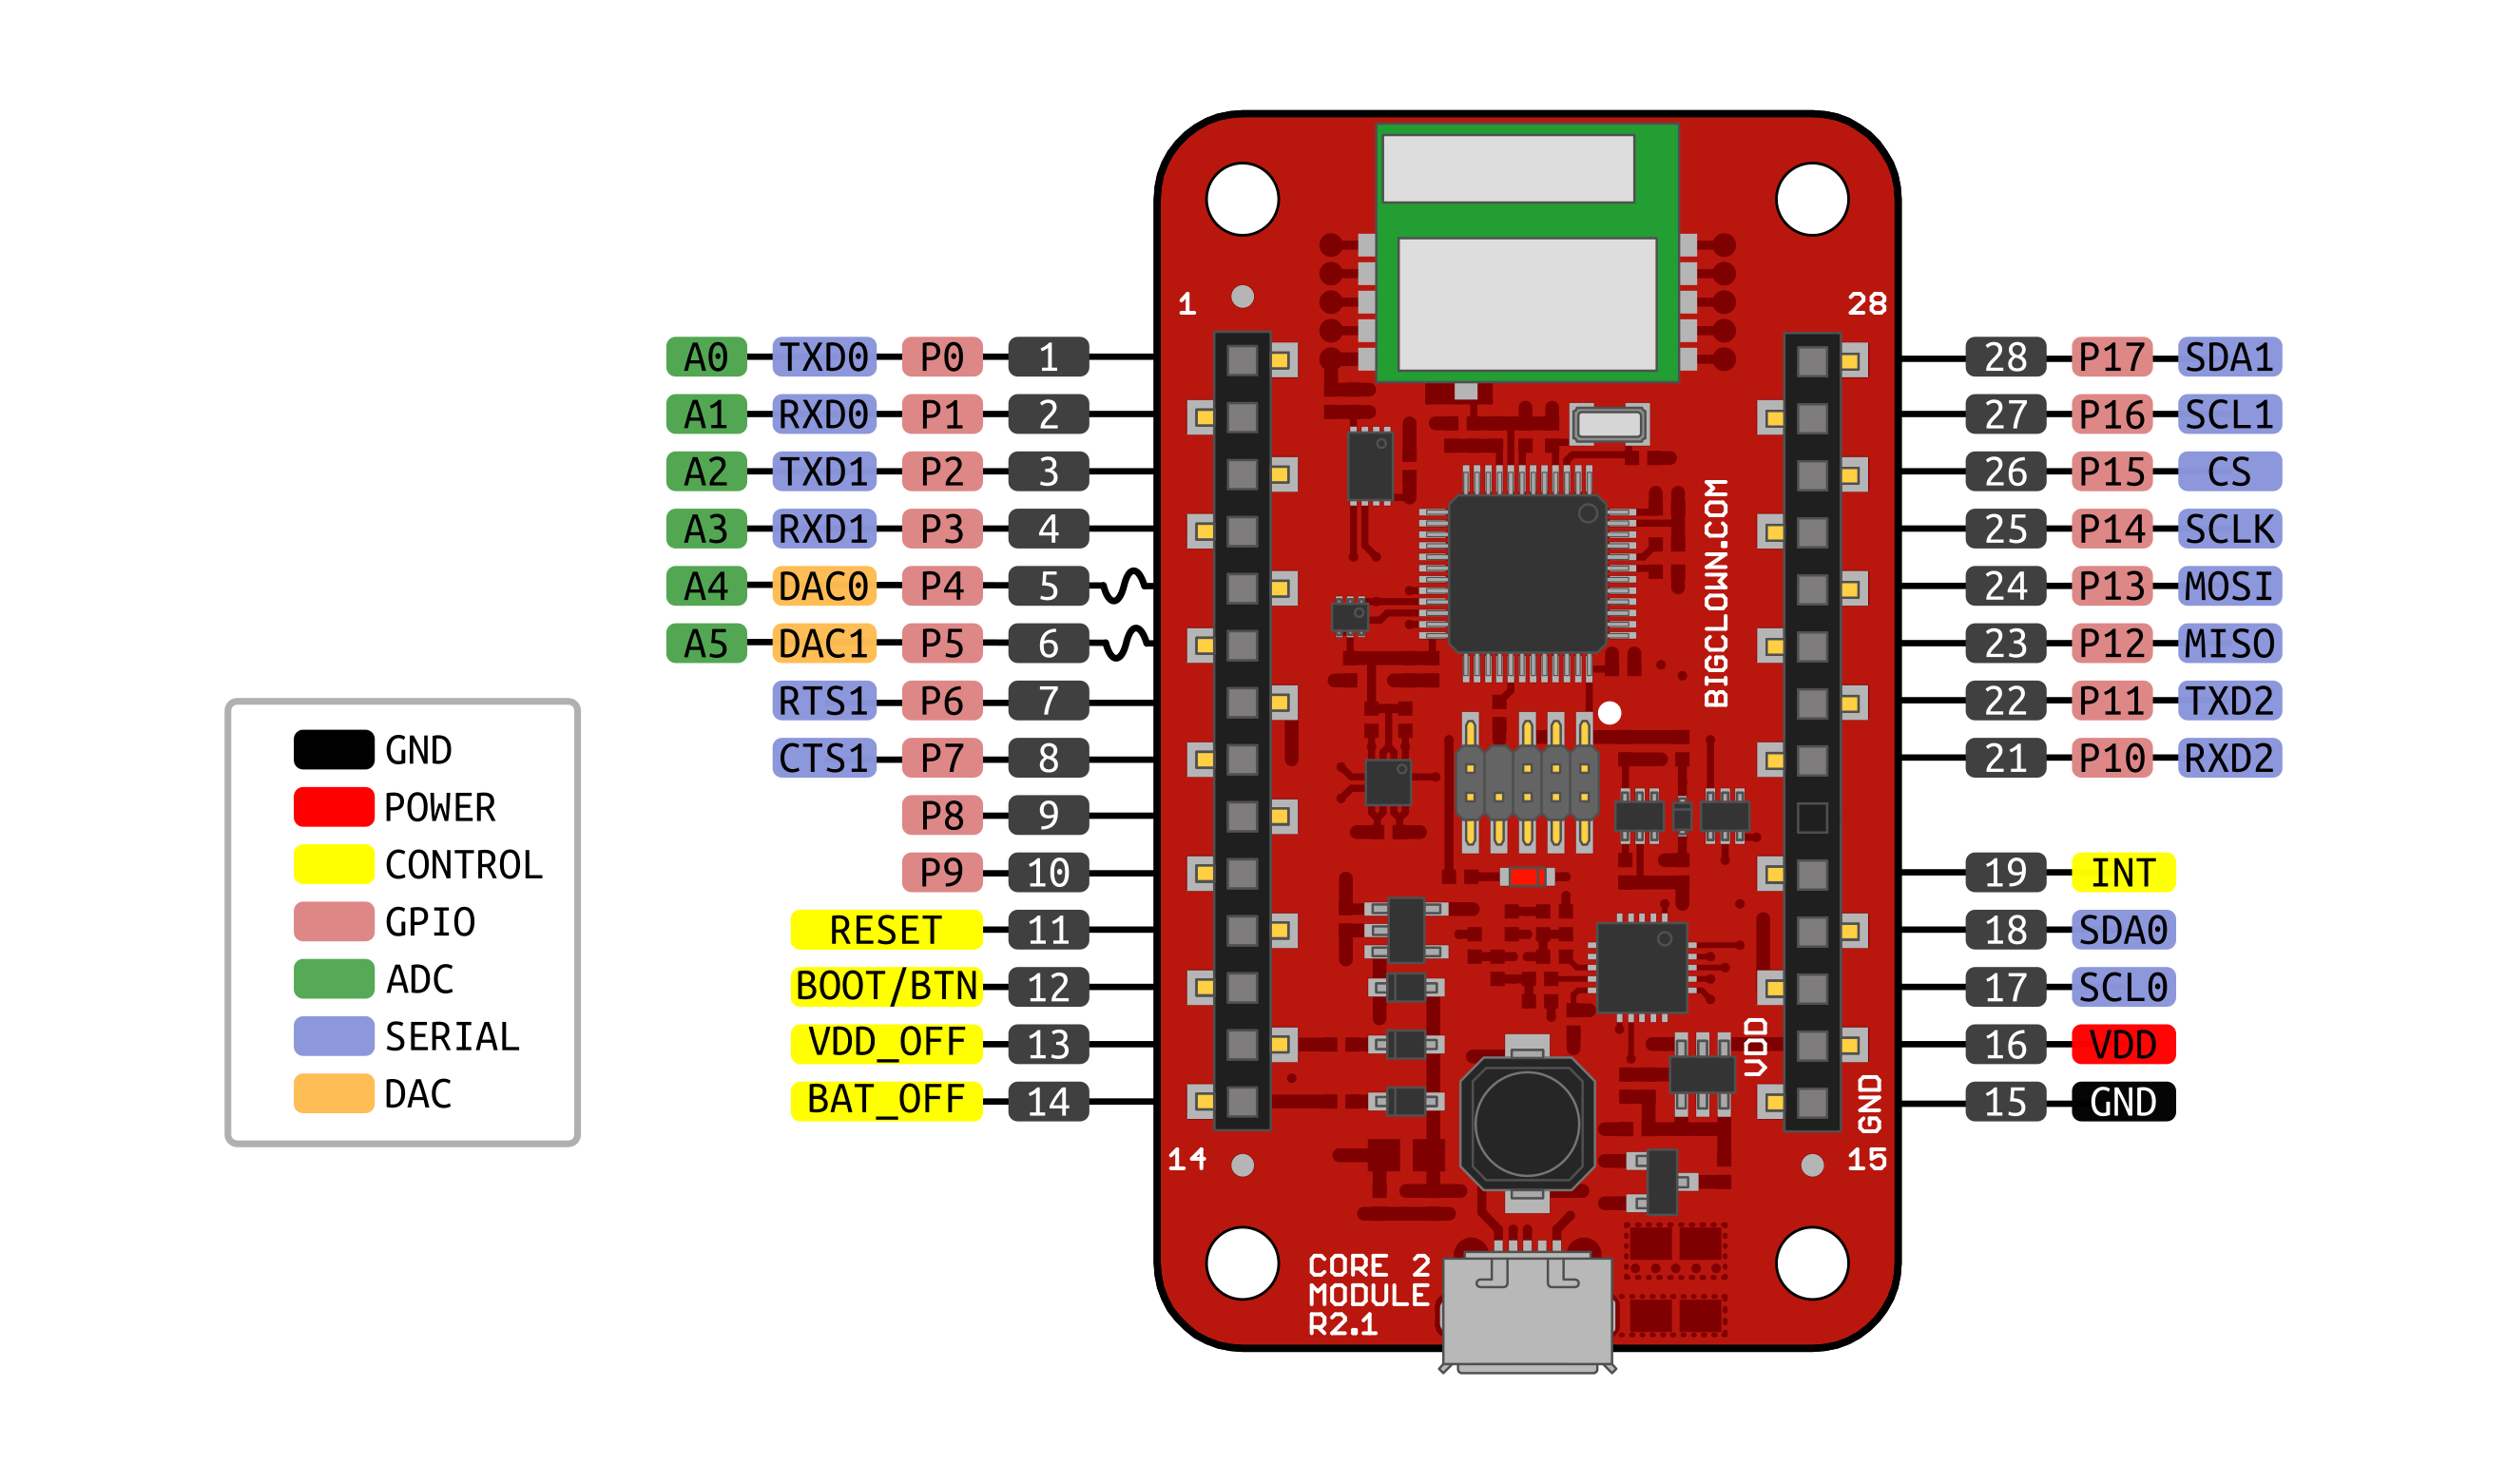 1 28
A0 TXD0 P0 1 28 P17 SDA1
A1 RXD0 P1 2 27 P16 SCL1
A2 TXD1 P2 3 26 P15 CS
A3 RXD1 P3 4 25 P14 SCLK
A4 DAC0 P4 5 24 P13 MOSI
A5 DAC1 P5 6 23 P12 MISO
RTS1 P6 7 22 P11 TXD2
CTS1 P7 8 21 P10 RXD2
P8 9
P9 10 19 INT
RESET 11 18 SDA0
BOOT/BTN 12 17 SCL0
VDD_OFF 13 16 VDD
BAT_OFF 14 15 GND
14 15
BIGCLOWN.COM
VDD
GND
CORE 2
MODULE
R2.1
GND
POWER
CONTROL
GPIO
ADC
SERIAL
DAC